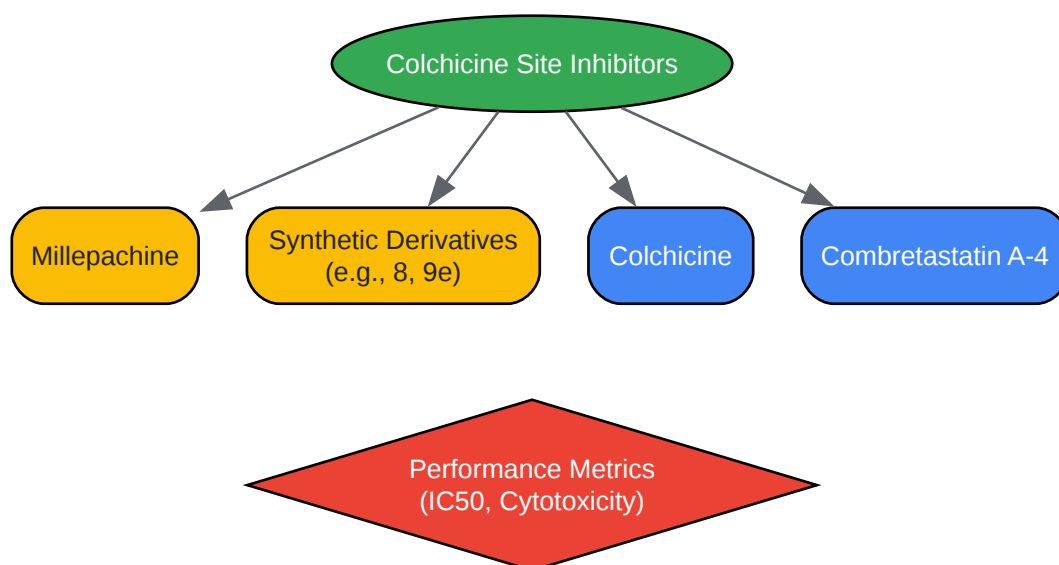 Colchicine Site Inhibitors
Millepachine
Synthetic Derivatives
(e.g., 8, 9e)
Colchicine
Combretastatin A-4
Performance Metrics
(IC50, Cytotoxicity)